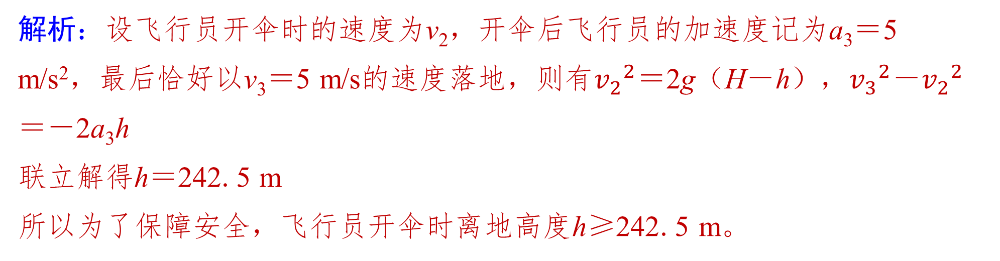 解析：设飞行员开伞时的速度为v₂，开伞后飞行员的加速度记为a₃＝5
m/s²，最后恰好以v₃＝5 m/s的速度落地，则有v₂²＝2g（H－h），v₃²－v₂²
＝－2a₃h
联立解得h＝242. 5 m
所以为了保障安全，飞行员开伞时离地高度h≥242. 5 m。